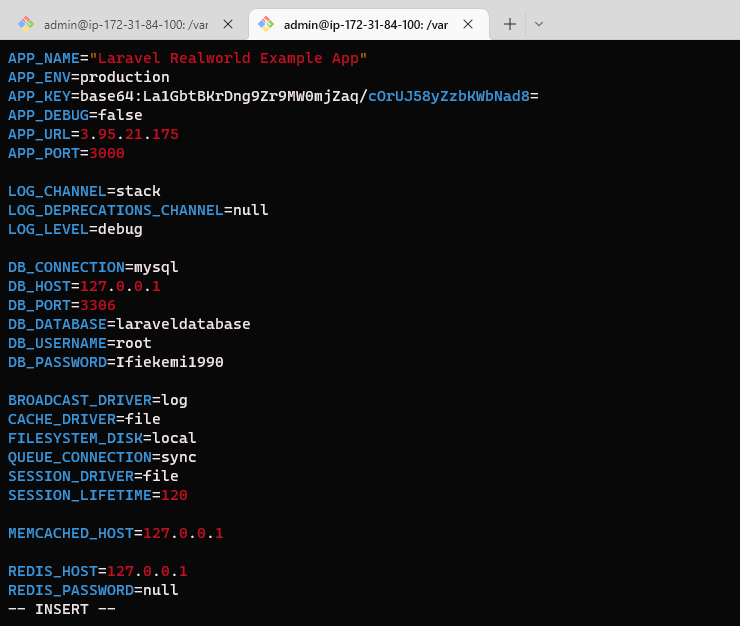 admin@ip-172-31-84-100: /var
admin@ip-172-31-84-100: /var
APP_NAME="Laravel Realworld Example App"
APP_ENV=production
APP_KEY=base64:La1GbtBKrDng9Zr9MW0mjZaq/cOrUJ58yZzbKWbNad8=
APP_DEBUG=false
APP_URL=3.95.21.175
APP_PORT=3000
LOG_CHANNEL=stack
LOG_DEPRECATIONS_CHANNEL=null
LOG_LEVEL=debug
DB_CONNECTION=mysql
DB_HOST=127.0.0.1
DB_PORT=3306
DB_DATABASE=laraveldatabase
DB_USERNAME=root
DB_PASSWORD=Ifiekemi1990
BROADCAST_DRIVER=log
CACHE_DRIVER=file
FILESYSTEM_DISK=local
QUEUE_CONNECTION=sync
SESSION_DRIVER=file
SESSION_LIFETIME=120
MEMCACHED_HOST=127.0.0.1
REDIS_HOST=127.0.0.1
REDIS_PASSWORD=null
-- INSERT --